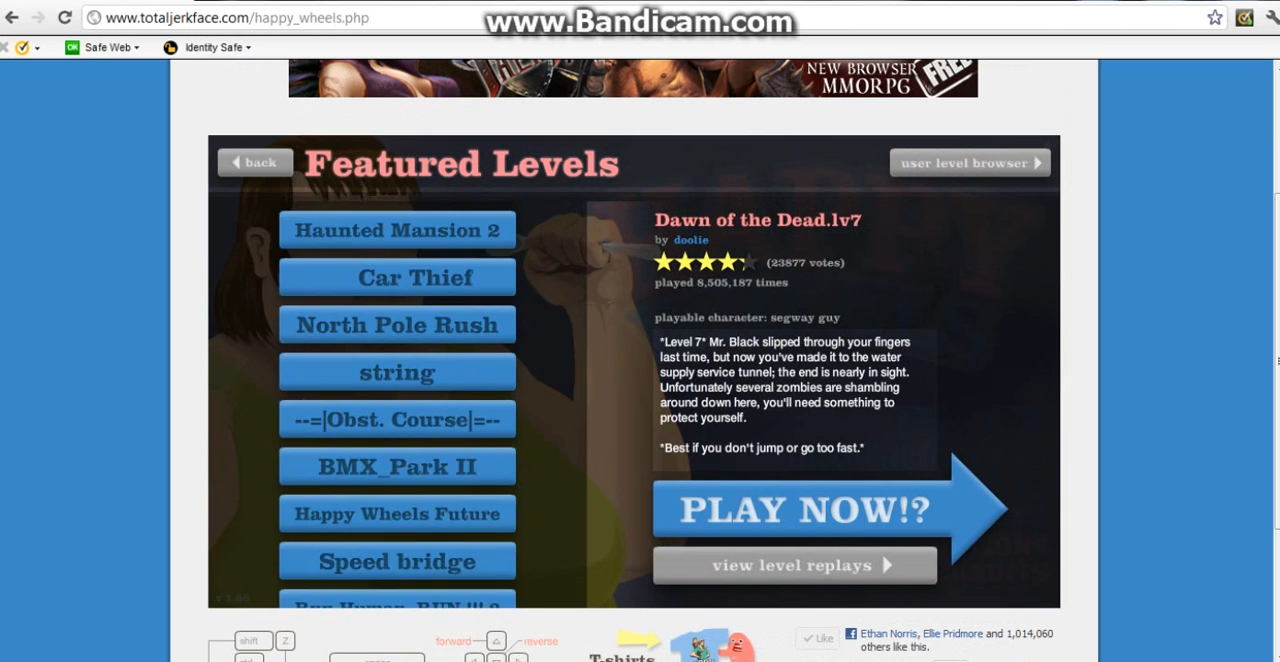 www.totaljerkface.com/happy_wheels.php
www.Bandicam.com
OK Safe Web
Identity Safe
NEW BROWSER
MMORPG
FREE
back
Featured Levels
user level browser
Haunted Mansion 2
Car Thief
North Pole Rush
string
--=|Obst. Course|=--
BMX_Park II
Happy Wheels Future
Speed bridge
Run Human, RUN !!! 2
Dawn of the Dead.lv7
by doolie
(23877 votes)
played 8,505,187 times
playable character: segway guy
*Level 7* Mr. Black slipped through your fingers
last time, but now you've made it to the water
supply service tunnel; the end is nearly in sight.
Unfortunately several zombies are shambling
around down here, you'll need something to
protect yourself.
*Best if you don't jump or go too fast.*
PLAY NOW!?
view level replays
shift
Z
forward
reverse
T-shirts
Like
Ethan Norris, Ellie Pridmore and 1,014,060
others like this.